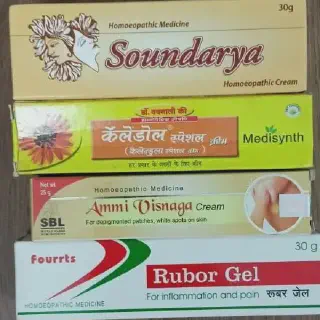 Homoeopathic Medicine
30g
Soundarya
Homoeopathic Cream
कॅलेंडोल स्पेशल क्रीम
Medisynth
Net wt
25 g
Homoeopathic Medicine
Ammi Visnaga Cream
SBL
For depigmented patches, white spots on skin
Fourrts
30 g
Rubor Gel
HOMOEOPATHIC MEDICINE
For inflammation and pain रूबर जेल